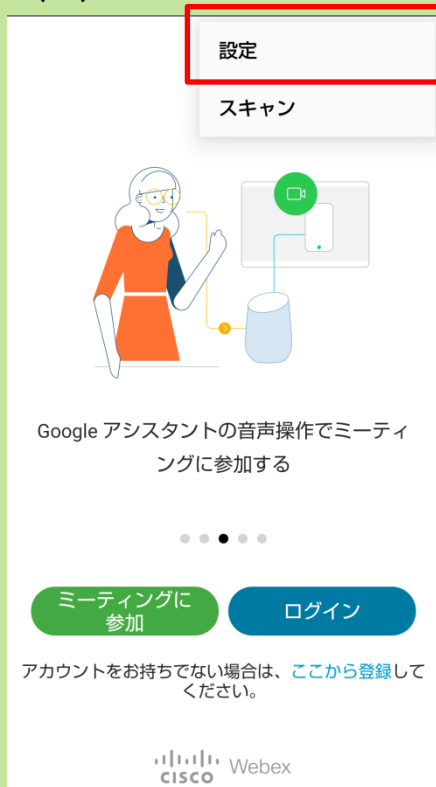 設定
スキャン
Google アシスタントの音声操作でミーティ
ングに参加する
ミーティングに
参加
ログイン
アカウントをお持ちでない場合は、ここから登録して
ください。
CISCO Webex